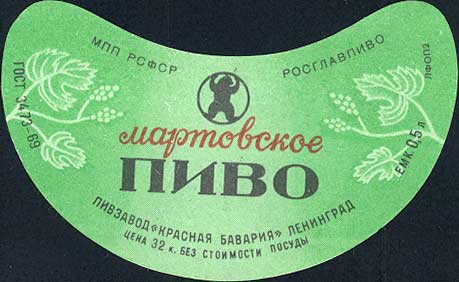 МПП РСФСР
РОСГЛАВПИВО
ГОСТ 3473-69
ЛФОП2
мартовское
ПИВО
ЕМК. 0,5 л
ПИВЗАВОД «КРАСНАЯ БАВАРИЯ» ЛЕНИНГРАД
ЦЕНА 32 к. БЕЗ СТОИМОСТИ ПОСУДЫ